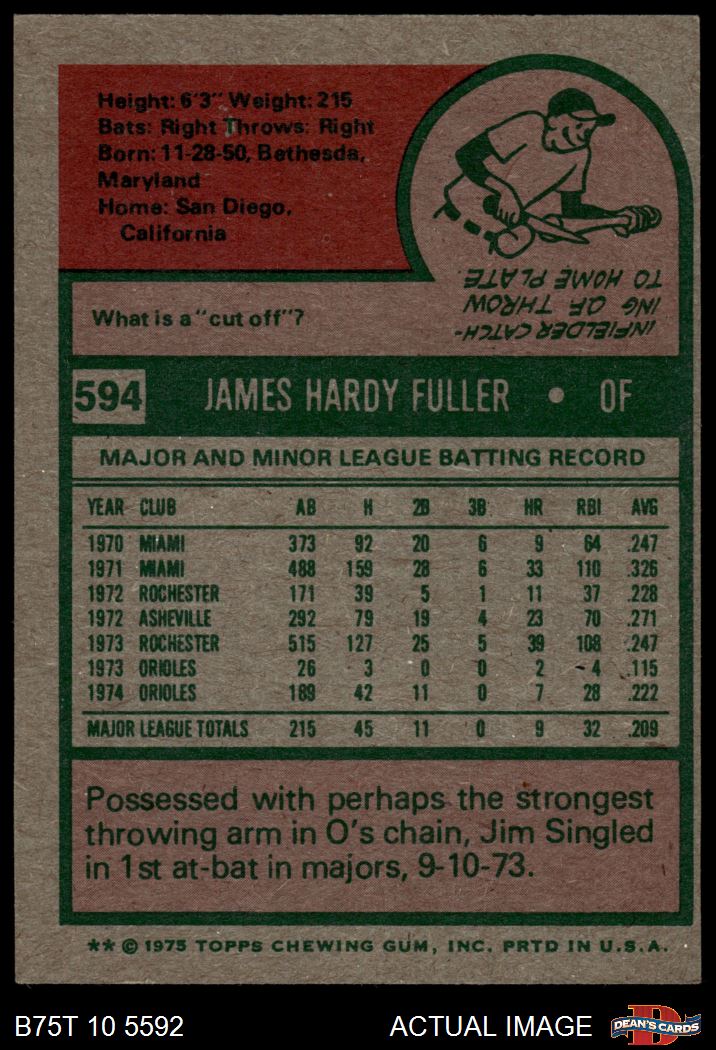 Height: 6'3" Weight: 215
Bats: Right Throws: Right
Born: 11-28-50, Bethesda,
Maryland
Home: San Diego,
California
What is a "cut off"?
INFIELDER CATCH-
ING OF THROW
TO HOME PLATE.
594 JAMES HARDY FULLER • OF
MAJOR AND MINOR LEAGUE BATTING RECORD
YEAR CLUB AB H 2B 3B HR RBI AVG
1970 MIAMI 373 92 20 6 9 64 .247
1971 MIAMI 488 159 28 6 33 110 .326
1972 ROCHESTER 171 39 5 1 11 37 .228
1972 ASHEVILLE 292 79 19 4 23 70 .271
1973 ROCHESTER 515 127 25 5 39 108 .247
1973 ORIOLES 26 3 0 0 2 4 .115
1974 ORIOLES 189 42 11 0 7 28 .222
MAJOR LEAGUE TOTALS 215 45 11 0 9 32 .209
Possessed with perhaps the strongest
throwing arm in O's chain, Jim Singled
in 1st at-bat in majors, 9-10-73.
** © 1975 TOPPS CHEWING GUM, INC. PRTD IN U.S.A.
B75T 10 5592 ACTUAL IMAGE DEAN'S CARDS